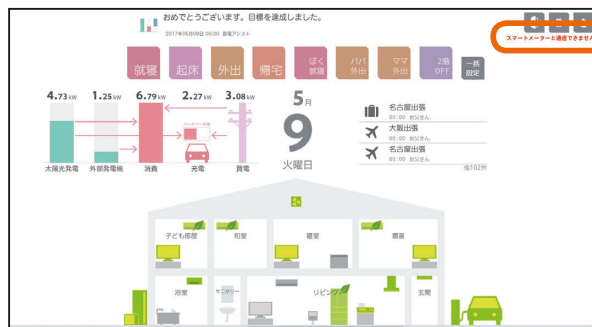 おめでとうございます。目標を達成しました。
2017年05月09日 00:00 節電アシスト
スマートメーターと通信できません
就寝
起床
外出
帰宅
ぼく
就寝
パパ
外出
ママ
外出
2階
OFF
一括
設定
4.73kW
1.25kW
6.79kW
2.27kW
3.08kW
太陽光発電
外部発電機
消費
充電
買電
5月
9
火曜日
名古屋出張
00:00 お父さん
大阪出張
00:00 お父さん
名古屋出張
00:00 お父さん
他102件
子ども部屋
和室
寝室
書斎
浴室
サニタリー
リビング
玄関